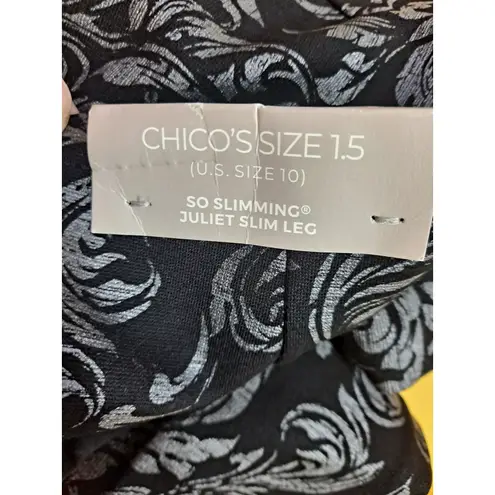 CHICO'S SIZE 1.5
(U.S. SIZE 10)
SO SLIMMING®
JULIET SLIM LEG